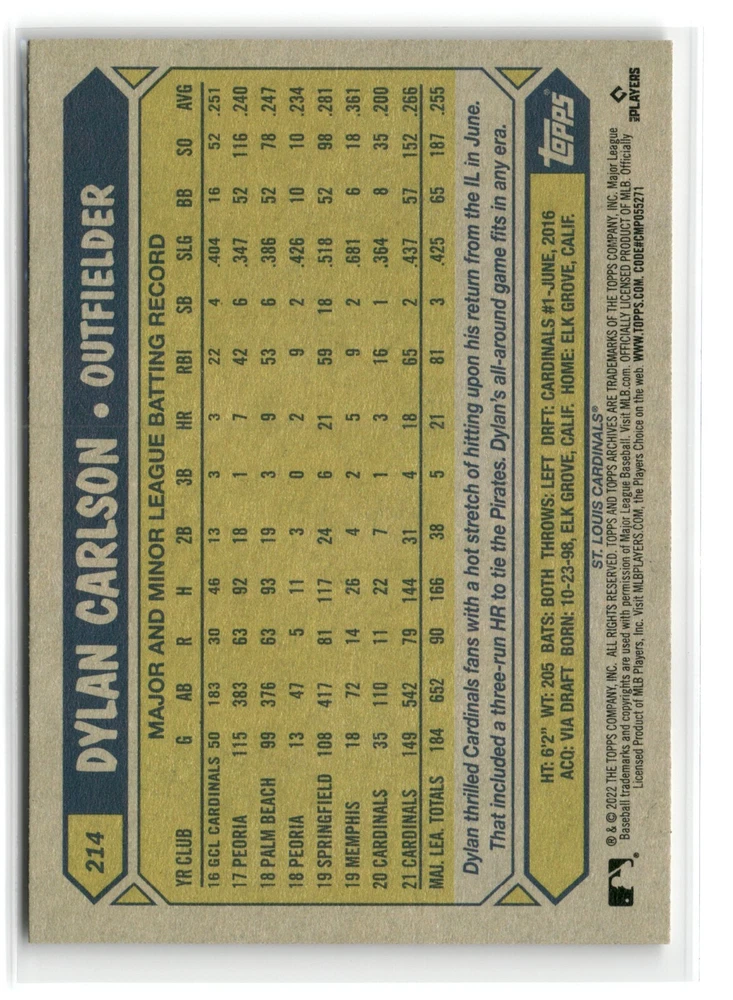 214
DYLAN CARLSON • OUTFIELDER
MAJOR AND MINOR LEAGUE BATTING RECORD
YR CLUB G AB R H 2B 3B HR RBI SB SLG BB SO AVG
16 GCL CARDINALS 50 183 30 46 13 3 3 22 4 .404 16 52 .251
17 PEORIA 115 383 63 92 18 1 7 42 6 .347 52 116 .240
18 PALM BEACH 99 376 63 93 19 3 9 53 6 .386 52 78 .247
18 PEORIA 13 47 5 11 3 0 2 9 2 .426 10 10 .234
19 SPRINGFIELD 108 417 81 117 24 6 21 59 18 .518 52 98 .281
19 MEMPHIS 18 72 14 26 4 2 5 9 2 .681 6 18 .361
20 CARDINALS 35 110 11 22 7 1 3 16 1 .364 8 35 .200
21 CARDINALS 149 542 79 144 31 4 18 65 2 .437 57 152 .266
MAJ. LEA. TOTALS 184 652 90 166 38 5 21 81 3 .425 65 187 .255
Dylan thrilled Cardinals fans with a hot stretch of hitting upon his return from the IL in June.
That included a three-run HR to tie the Pirates. Dylan's all-around game fits in any era.
HT: 6'2" WT: 205 BATS: BOTH THROWS: LEFT DRFT: CARDINALS #1-JUNE, 2016
ACQ: VIA DRAFT BORN: 10-23-98, ELK GROVE, CALIF. HOME: ELK GROVE, CALIF.
topps
ST. LOUIS CARDINALS®
® & © 2022 THE TOPPS COMPANY, INC. ALL RIGHTS RESERVED. TOPPS AND TOPPS ARCHIVES ARE TRADEMARKS OF THE TOPPS COMPANY, INC. Major League
Baseball trademarks and copyrights are used with permission of Major League Baseball. Visit MLB.com. OFFICIALLY LICENSED PRODUCT OF MLB. Officially
Licensed Product of MLB Players, Inc. Visit MLBPLAYERS.COM, the Players Choice on the web. WWW.TOPPS.COM. CODE#CMP055271
MLB PLAYERS